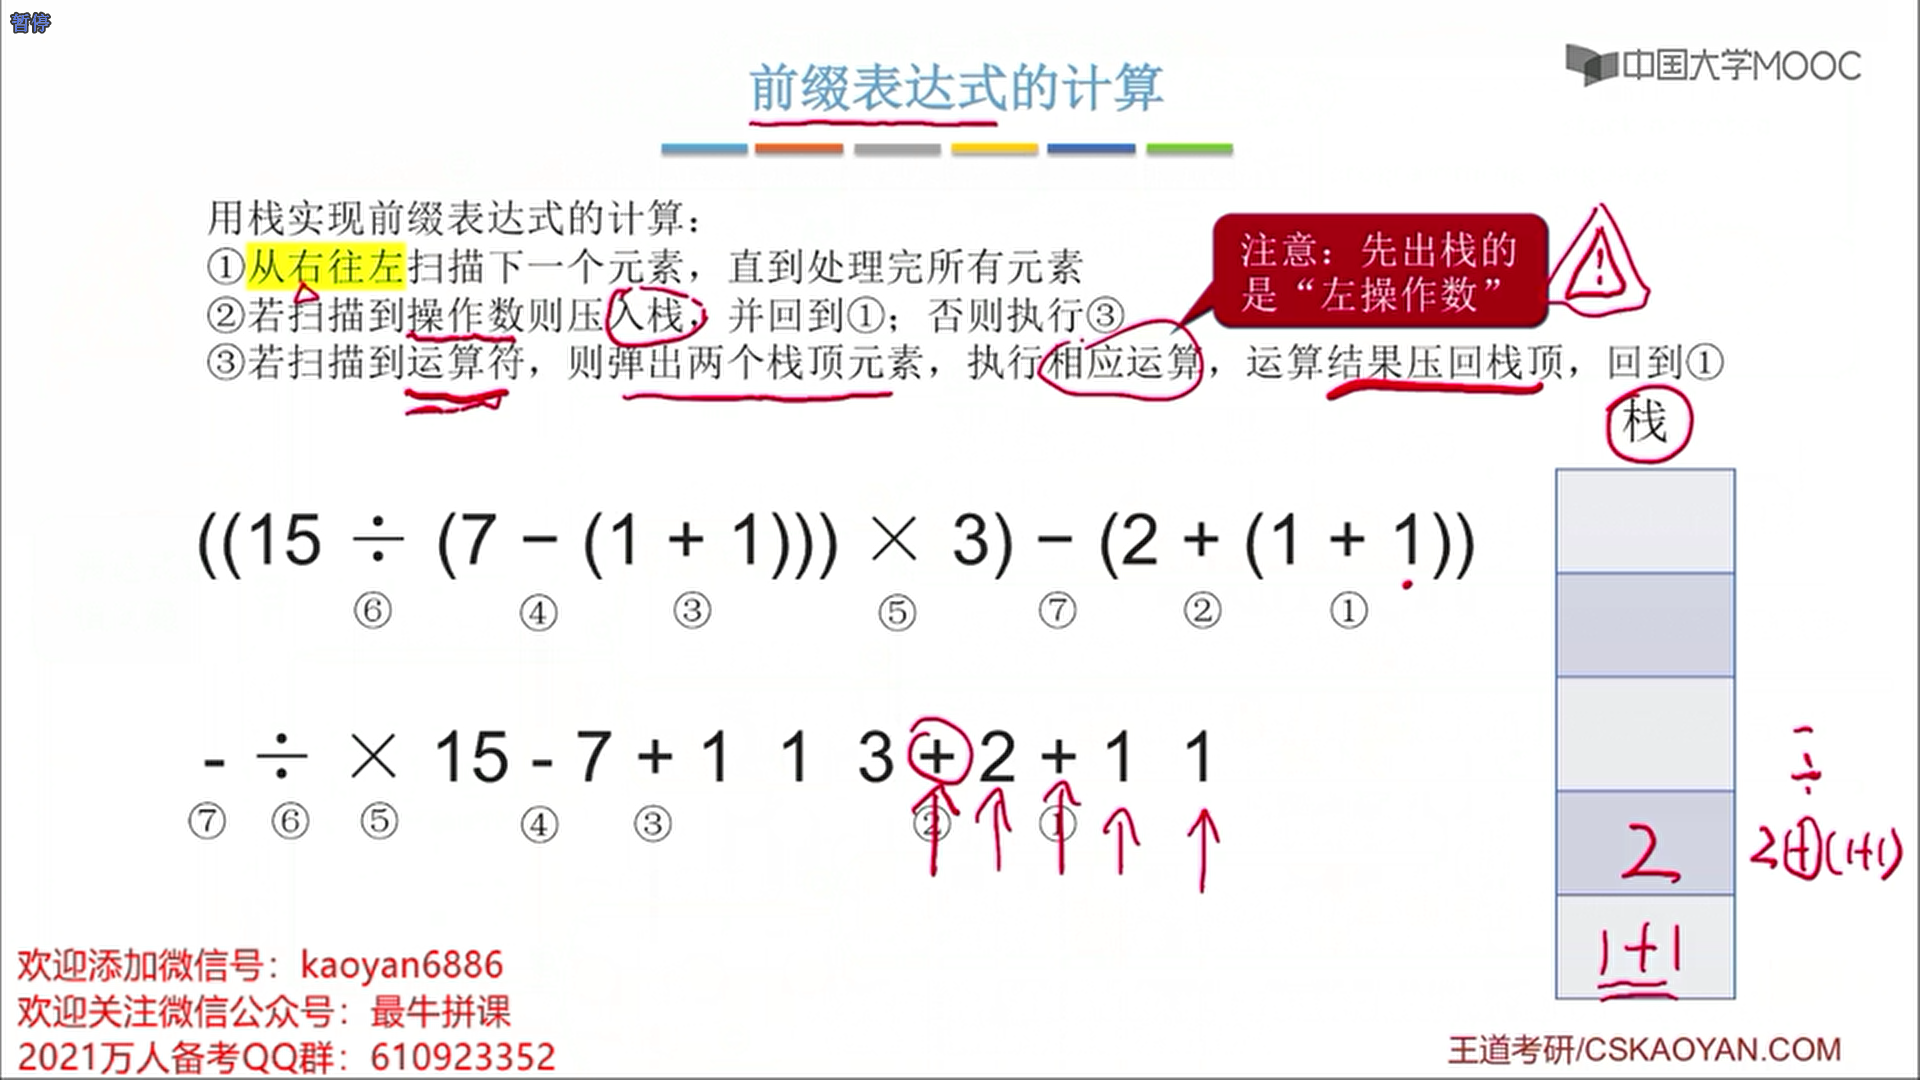 暂停
中国大学MOOC
前缀表达式的计算
用栈实现前缀表达式的计算：
①从右往左扫描下一个元素，直到处理完所有元素
②若扫描到操作数则压入栈，并回到①；否则执行③
③若扫描到运算符，则弹出两个栈顶元素，执行相应运算，运算结果压回栈顶，回到①
注意：先出栈的
是“左操作数”
!
栈
((15 ÷ (7 − (1 + 1))) × 3) − (2 + (1 + 1))
⑥ ④ ③ ⑤ ⑦ ② ①
- ÷ × 15 - 7 + 1 1 3 + 2 + 1 1
⑦ ⑥ ⑤ ④ ③ ② ①
-
÷
2
2+(1+1)
1+1
欢迎添加微信号：kaoyan6886
欢迎关注微信公众号：最牛拼课
2021万人备考QQ群：610923352
王道考研/CSKAOYAN.COM